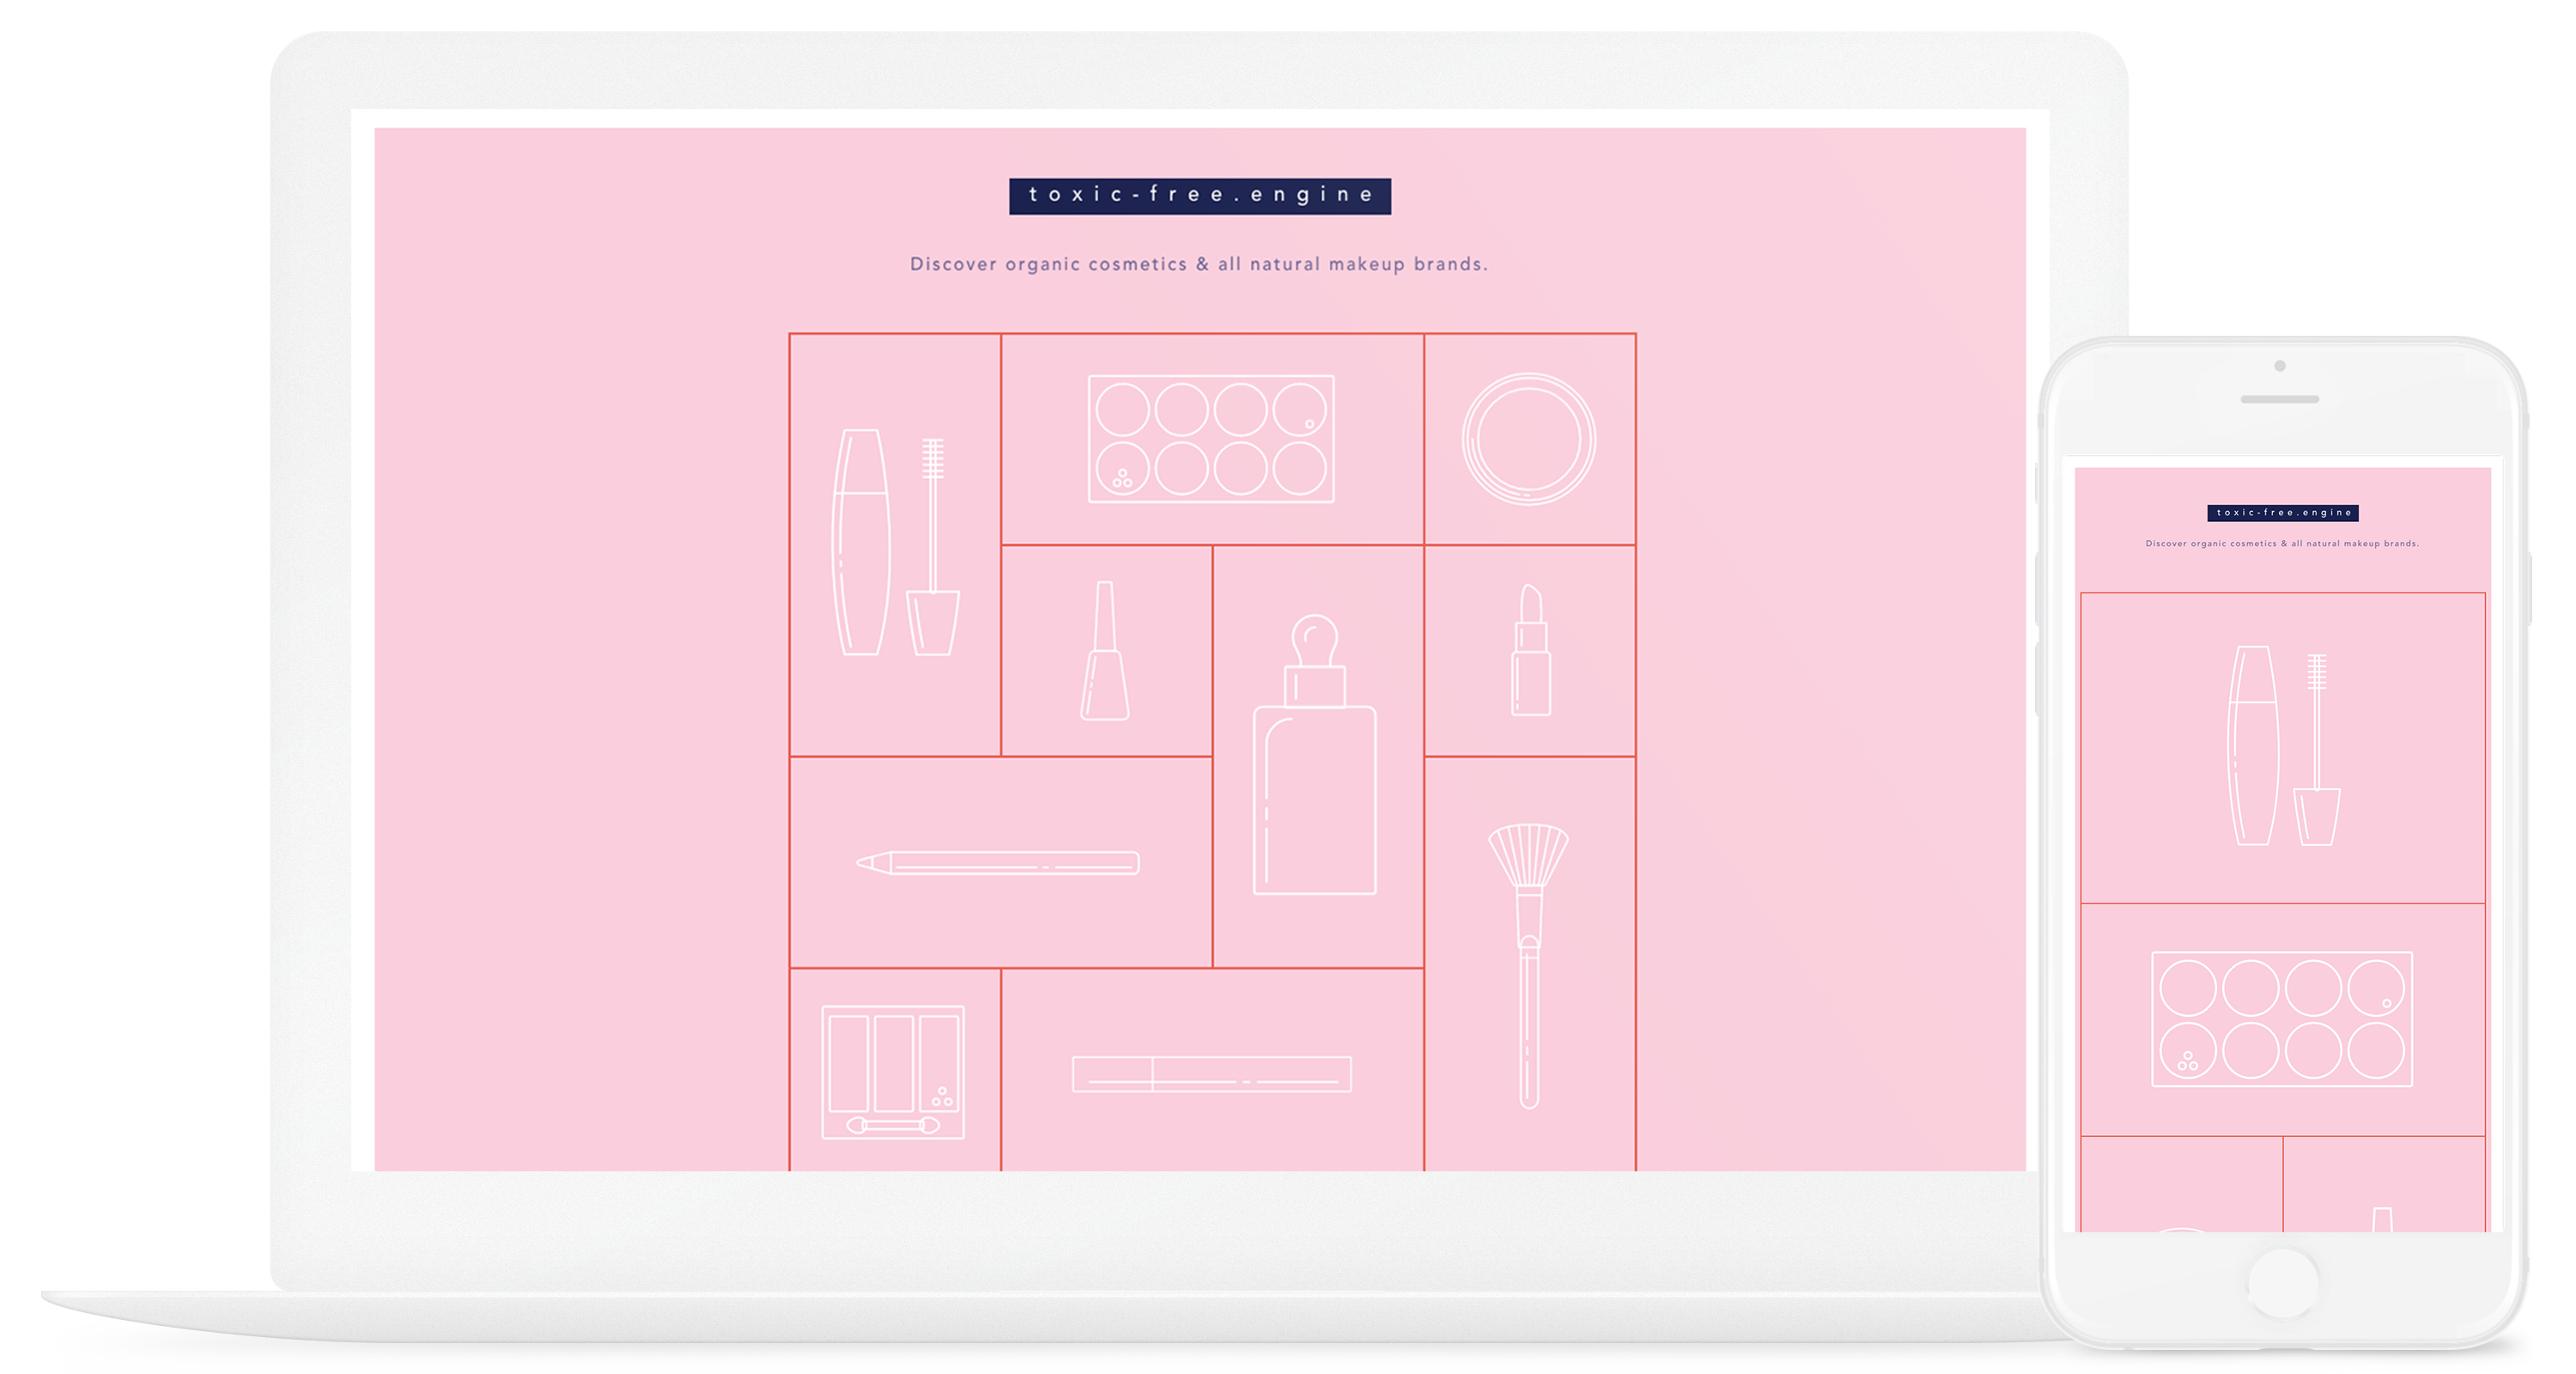 toxic-free.engine
Discover organic cosmetics & all natural makeup brands.
toxic-free.engine
Discover organic cosmetics & all natural makeup brands.